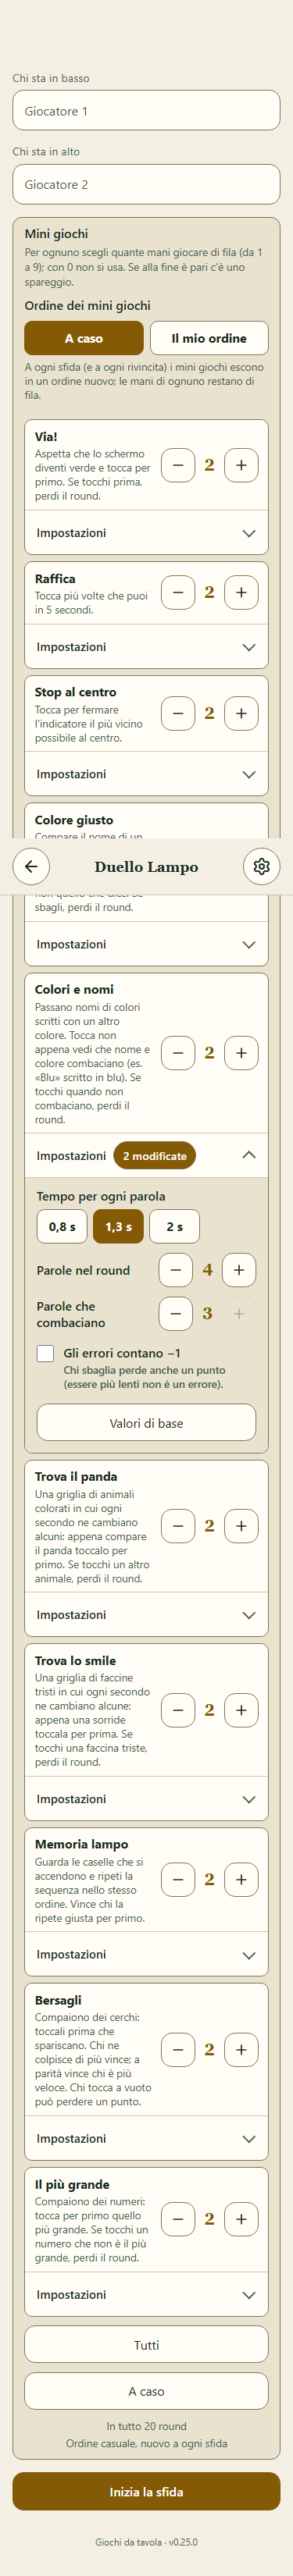 Chi sta in basso
Giocatore 1
Chi sta in alto
Giocatore 2
Mini giochi
Per ognuno scegli quante mani giocare di fila (da 1
a 9); con 0 non si usa. Se alla fine è pari c'è uno
spareggio.
Ordine dei mini giochi
A caso
Il mio ordine
A ogni sfida (e a ogni rivincita) i mini giochi escono
in un ordine nuovo; le mani di ognuno restano di
fila.
Via!
Aspetta che lo schermo
diventi verde e tocca per
primo. Se tocchi prima,
perdi il round.
− 2 +
Impostazioni
Raffica
Tocca più volte che puoi
in 5 secondi.
− 2 +
Impostazioni
Stop al centro
Tocca per fermare
l'indicatore il più vicino
possibile al centro.
− 2 +
Impostazioni
Colore giusto
Duello Lampo
sbagli, perdi il round.
Impostazioni
Colori e nomi
Passano nomi di colori
scritti con un altro
colore. Tocca non
appena vedi che nome e
colore combaciano (es.
«Blu» scritto in blu). Se
tocchi quando non
combaciano, perdi il
round.
− 2 +
Impostazioni 2 modificate
Tempo per ogni parola
0,8 s 1,3 s 2 s
Parole nel round − 4 +
Parole che
combaciano
− 3 +
Gli errori contano −1
Chi sbaglia perde anche un punto
(essere più lenti non è un errore).
Valori di base
Trova il panda
Una griglia di animali
colorati in cui ogni
secondo ne cambiano
alcuni: appena compare
il panda toccalo per
primo. Se tocchi un altro
animale, perdi il round.
− 2 +
Impostazioni
Trova lo smile
Una griglia di faccine
tristi in cui ogni secondo
ne cambiano alcune:
appena una sorride
toccala per prima. Se
tocchi una faccina triste,
perdi il round.
− 2 +
Impostazioni
Memoria lampo
Guarda le caselle che si
accendono e ripeti la
sequenza nello stesso
ordine. Vince chi la
ripete giusta per primo.
− 2 +
Impostazioni
Bersagli
Compaiono dei cerchi:
toccali prima che
spariscano. Chi ne
colpisce di più vince; a
parità vince chi è più
veloce. Chi tocca a vuoto
può perdere un punto.
− 2 +
Impostazioni
Il più grande
Compaiono dei numeri:
tocca per primo quello
più grande. Se tocchi un
numero che non è il più
grande, perdi il round.
− 2 +
Impostazioni
Tutti
A caso
In tutto 20 round
Ordine casuale, nuovo a ogni sfida
Inizia la sfida
Giochi da tavola · v0.25.0